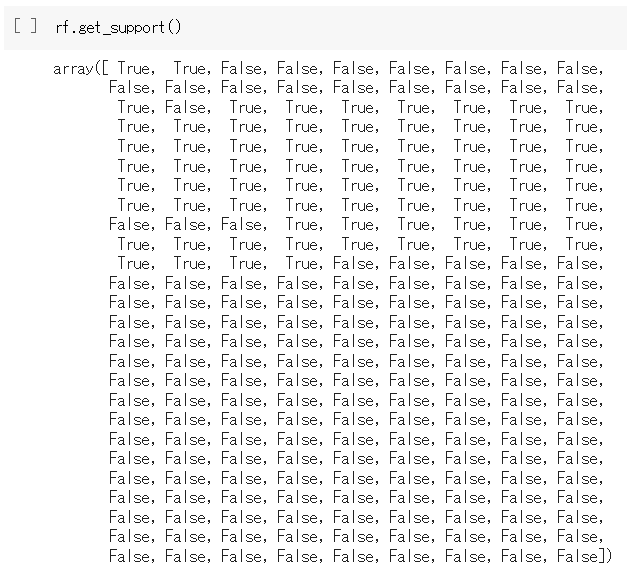 [ ] rf.get_support()
array([ True, True, False, False, False, False, False, False, False,
False, False, False, False, False, False, False, False, False,
True, False, True, True, True, True, True, True, True,
True, True, True, True, True, True, True, True, True,
True, True, True, True, True, True, True, True, True,
True, True, True, True, True, True, True, True, True,
True, True, True, True, True, True, True, True, True,
True, True, True, True, True, True, True, True, True,
False, False, False, True, True, True, True, True, True,
True, True, True, True, True, True, True, True, True,
True, True, True, True, False, False, False, False, False,
False, False, False, False, False, False, False, False, False,
False, False, False, False, False, False, False, False, False,
False, False, False, False, False, False, False, False, False,
False, False, False, False, False, False, False, False, False,
False, False, False, False, False, False, False, False, False,
False, False, False, False, False, False, False, False, False,
False, False, False, False, False, False, False, False, False,
False, False, False, False, False, False, False, False, False,
False, False, False, False, False, False, False, False, False,
False, False, False, False, False, False, False, False, False,
False, False, False, False, False, False, False, False, False,
False, False, False, False, False, False, False, False, False,
False, False, False, False, False, False, False, False, False,
False, False, False, False, False, False, False, False, False,
False, False, False, False, False, False, False, False, False])